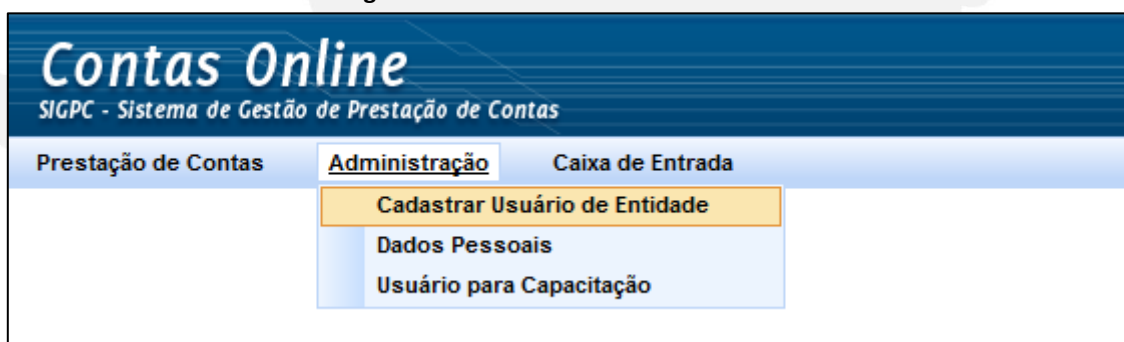 Contas Online
SIGPC - Sistema de Gestão de Prestação de Contas
Prestação de Contas Administração Caixa de Entrada
Cadastrar Usuário de Entidade
Dados Pessoais
Usuário para Capacitação